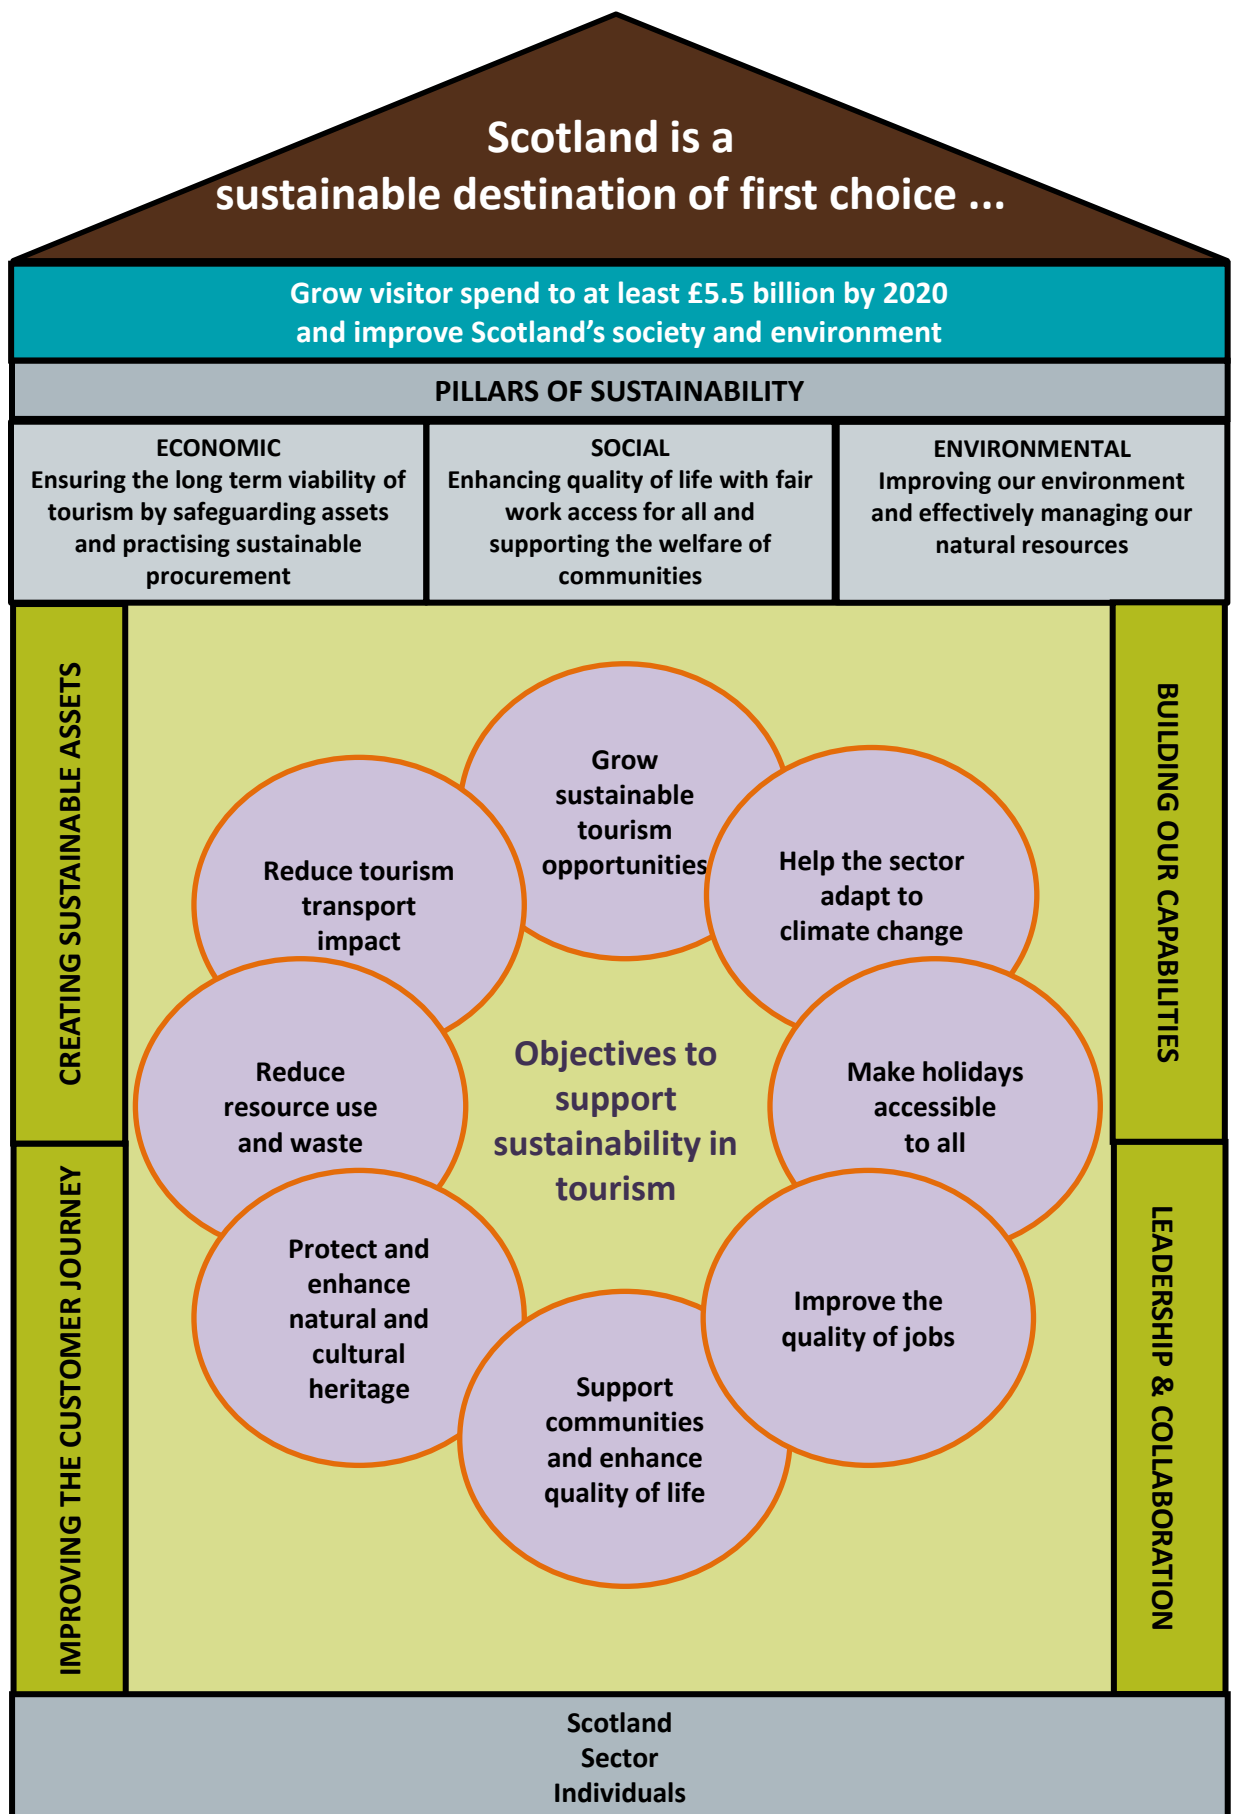 Scotland is a
sustainable destination of first choice ...
Grow visitor spend to at least £5.5 billion by 2020
and improve Scotland's society and environment
PILLARS OF SUSTAINABILITY
ECONOMIC
Ensuring the long term viability of
tourism by safeguarding assets
and practising sustainable
procurement
SOCIAL
Enhancing quality of life with fair
work access for all and
supporting the welfare of
communities
ENVIRONMENTAL
Improving our environment
and effectively managing our
natural resources
CREATING SUSTAINABLE ASSETS
IMPROVING THE CUSTOMER JOURNEY
Grow
sustainable
tourism
opportunities
Help the sector
adapt to
climate change
Make holidays
accessible
to all
Improve the
quality of jobs
Support
communities
and enhance
quality of life
Protect and
enhance
natural and
cultural
heritage
Reduce
resource use
and waste
Reduce tourism
transport
impact
Objectives to
support
sustainability in
tourism
BUILDING OUR CAPABILITIES
LEADERSHIP & COLLABORATION
Scotland
Sector
Individuals